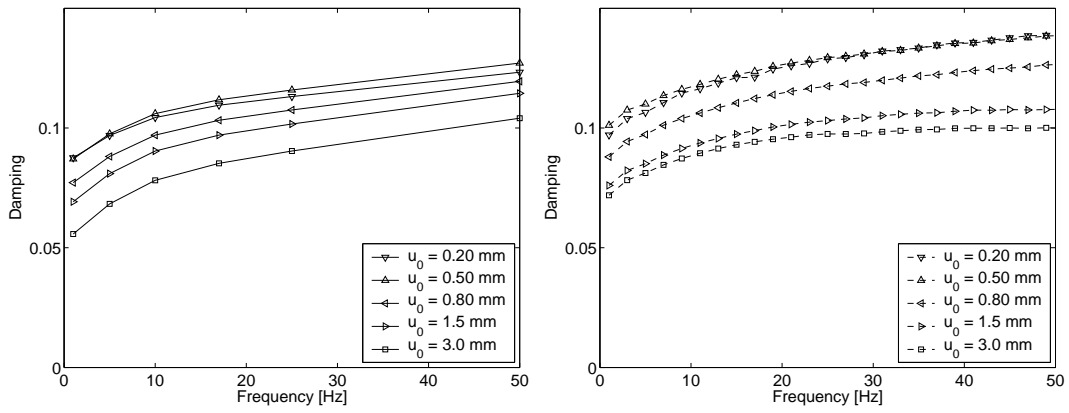 Damping
0.1
0.05
0
0 10 20 30 40 50
Frequency [Hz]
u0 = 0.20 mm
u0 = 0.50 mm
u0 = 0.80 mm
u0 = 1.5 mm
u0 = 3.0 mm
Damping
0.1
0.05
0
0 10 20 30 40 50
Frequency [Hz]
u0 = 0.20 mm
u0 = 0.50 mm
u0 = 0.80 mm
u0 = 1.5 mm
u0 = 3.0 mm